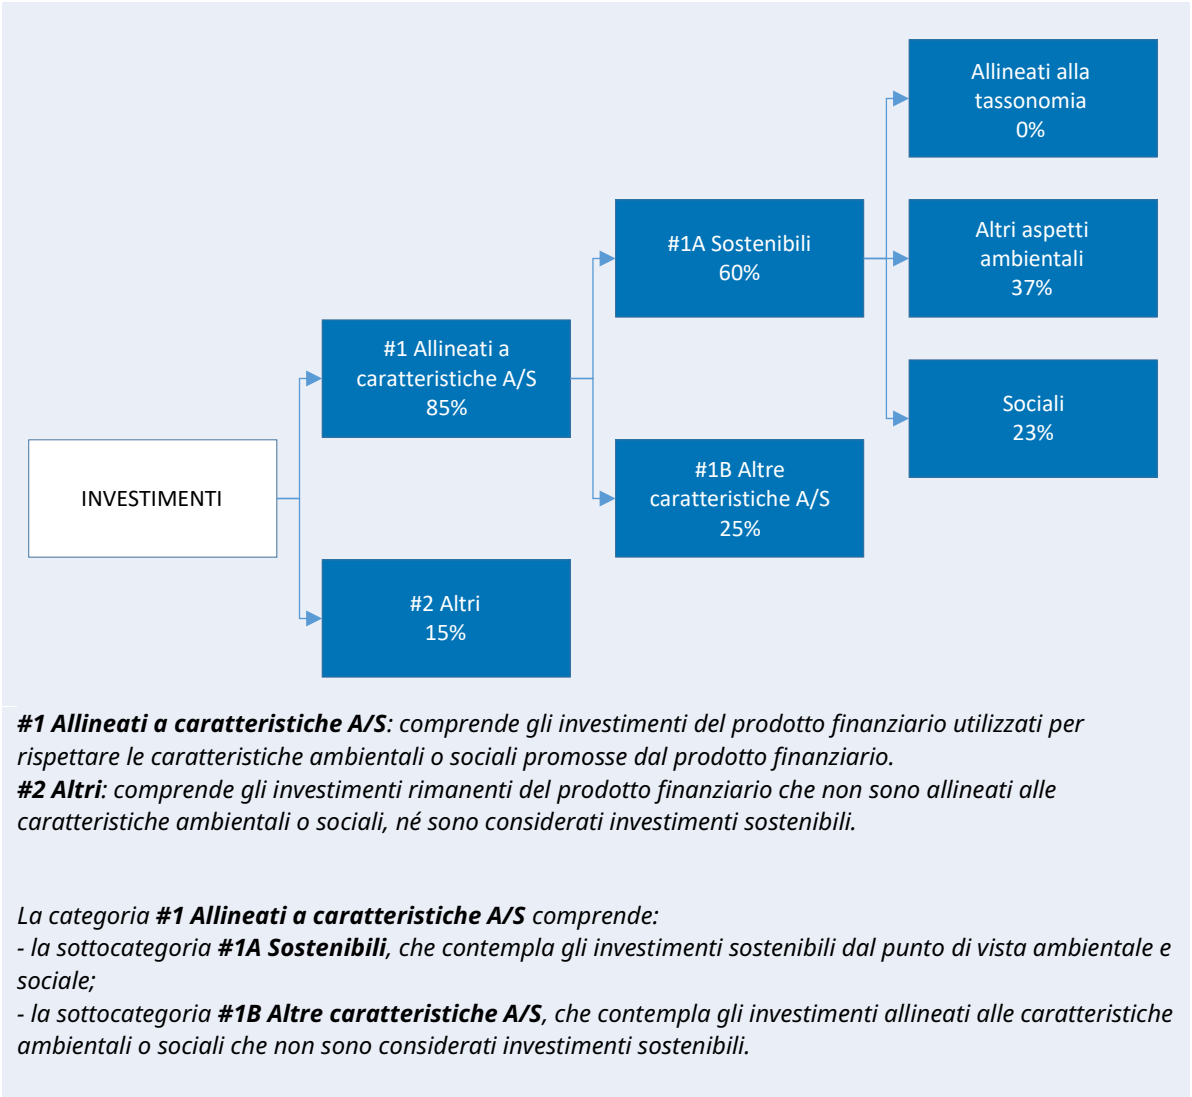 Allineati alla
tassonomia
0%
#1A Sostenibili
60%
Altri aspetti
ambientali
37%
#1 Allineati a
caratteristiche A/S
85%
Sociali
23%
INVESTIMENTI
#1B Altre
caratteristiche A/S
25%
#2 Altri
15%
#1 Allineati a caratteristiche A/S: comprende gli investimenti del prodotto finanziario utilizzati per
rispettare le caratteristiche ambientali o sociali promosse dal prodotto finanziario.
#2 Altri: comprende gli investimenti rimanenti del prodotto finanziario che non sono allineati alle
caratteristiche ambientali o sociali, né sono considerati investimenti sostenibili.
La categoria #1 Allineati a caratteristiche A/S comprende:
- la sottocategoria #1A Sostenibili, che contempla gli investimenti sostenibili dal punto di vista ambientale e
sociale;
- la sottocategoria #1B Altre caratteristiche A/S, che contempla gli investimenti allineati alle caratteristiche
ambientali o sociali che non sono considerati investimenti sostenibili.